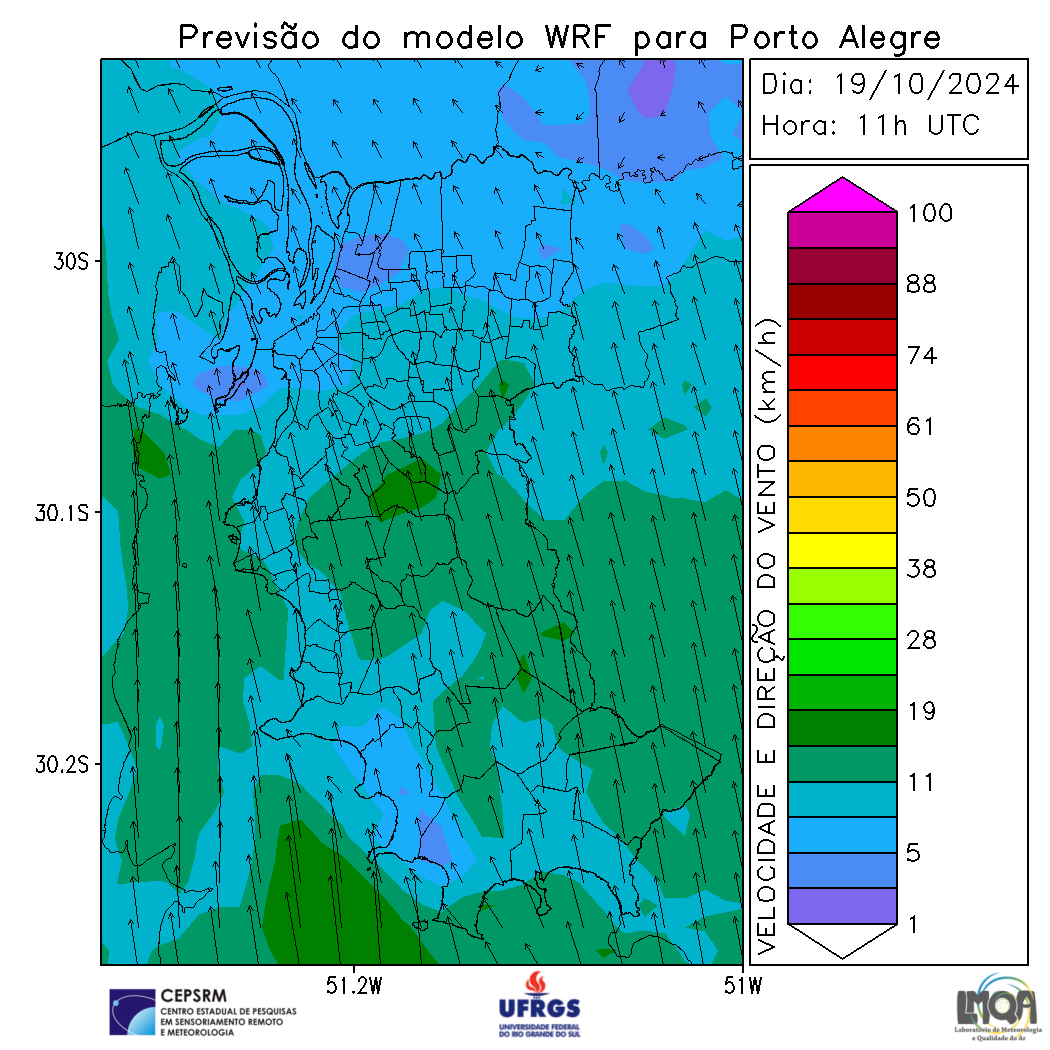 Previsão do modelo WRF para Porto Alegre
Dia: 19/10/2024
Hora: 11h UTC
30S
30.1S
30.2S
51.2W
51W
VELOCIDADE E DIREÇÃO DO VENTO (km/h)
100
88
74
61
50
38
28
19
11
5
1
CEPSRM
CENTRO ESTADUAL DE PESQUISAS
EM SENSORIAMENTO REMOTO
E METEOROLOGIA
UFRGS
UNIVERSIDADE FEDERAL
DO RIO GRANDE DO SUL
LMQA
Laboratório de Meteorologia
e Qualidade do Ar